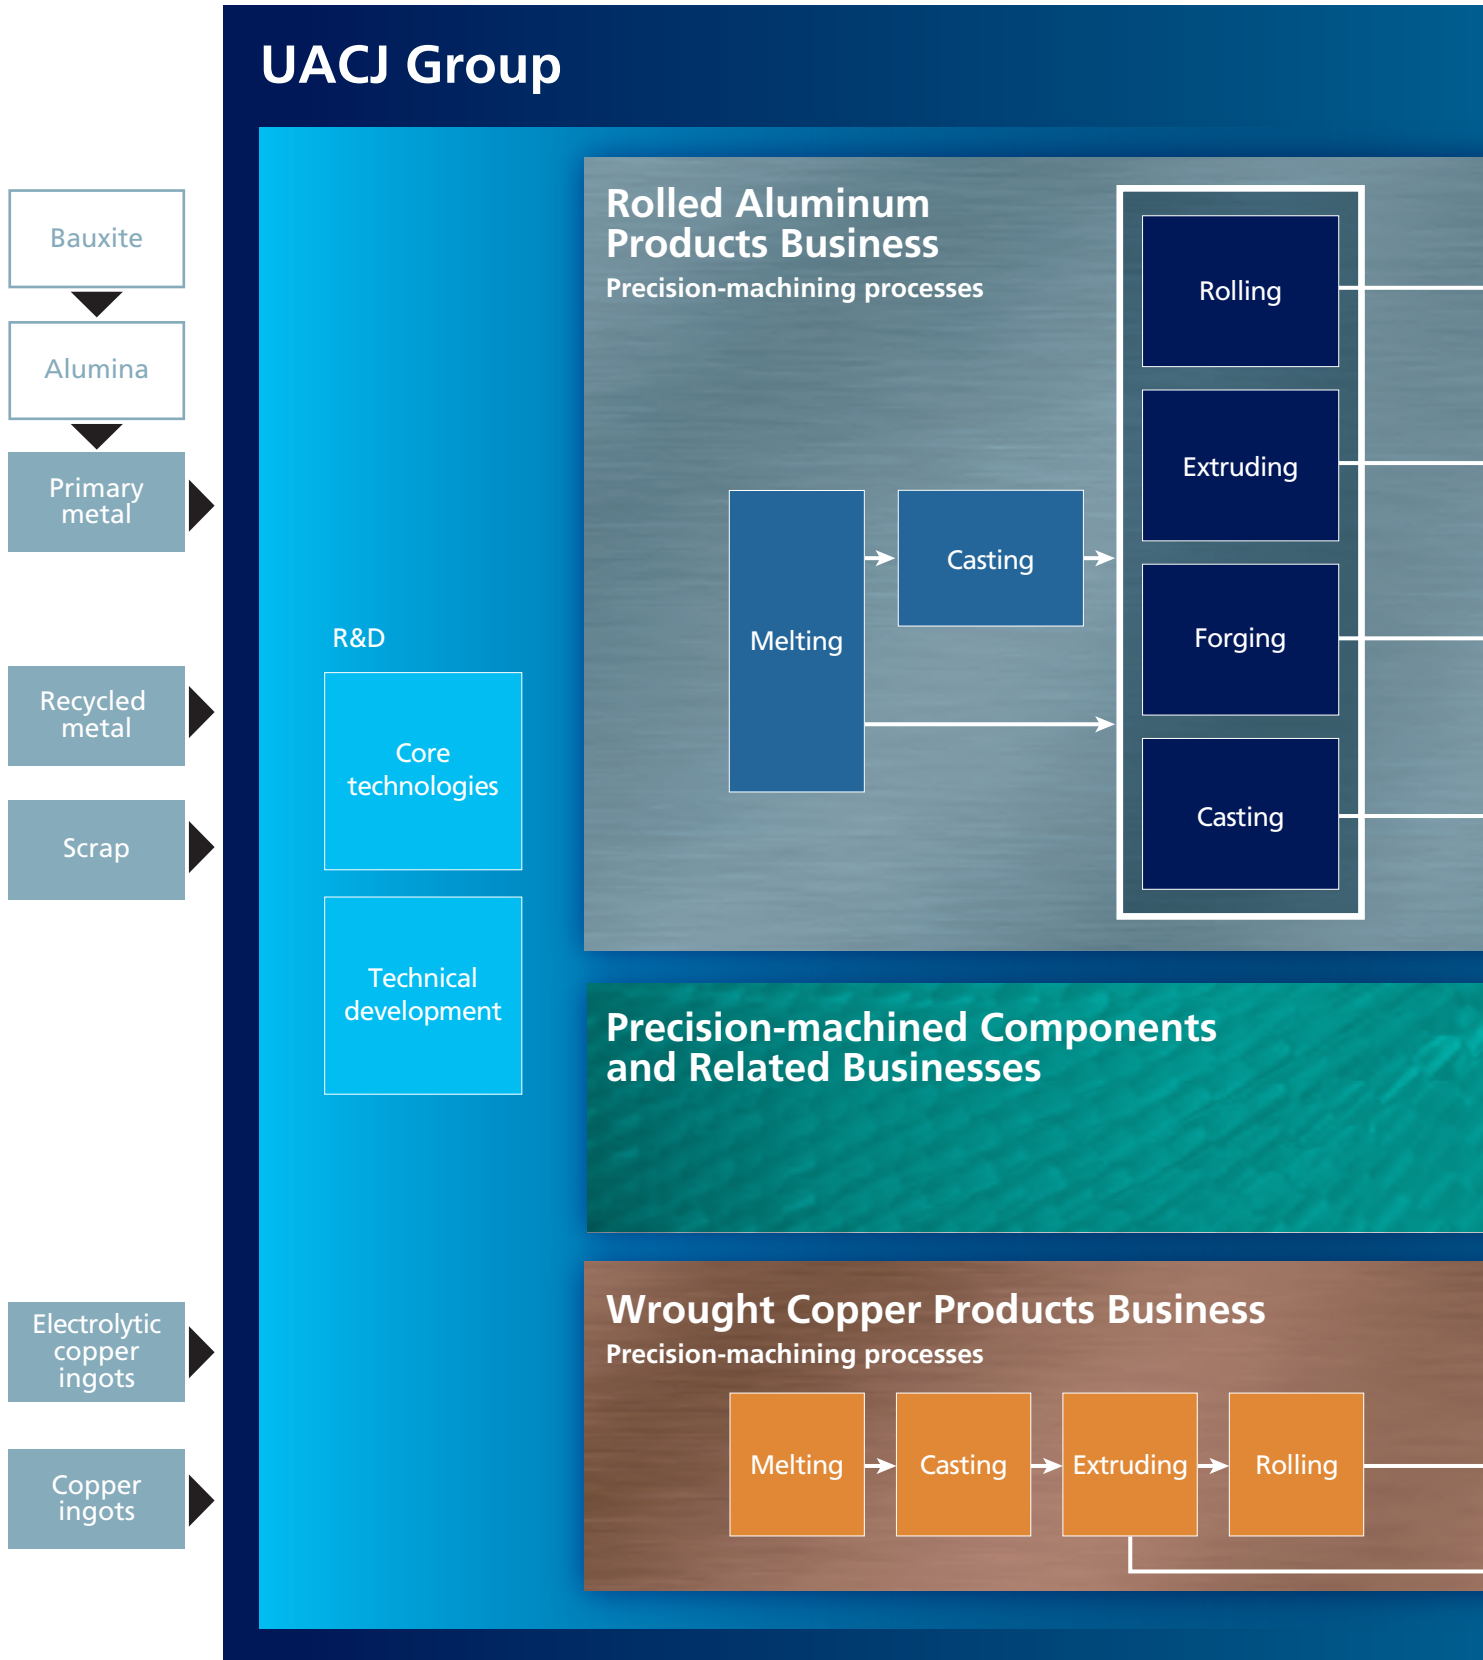 UACJ Group
Bauxite
Alumina
Primary
metal
Recycled
metal
Scrap
Electrolytic
copper
ingots
Copper
ingots
R&D
Core
technologies
Technical
development
Rolled Aluminum
Products Business
Precision-machining processes
Melting
Casting
Rolling
Extruding
Forging
Casting
Precision-machined Components
and Related Businesses
Wrought Copper Products Business
Precision-machining processes
Melting
Casting
Extruding
Rolling